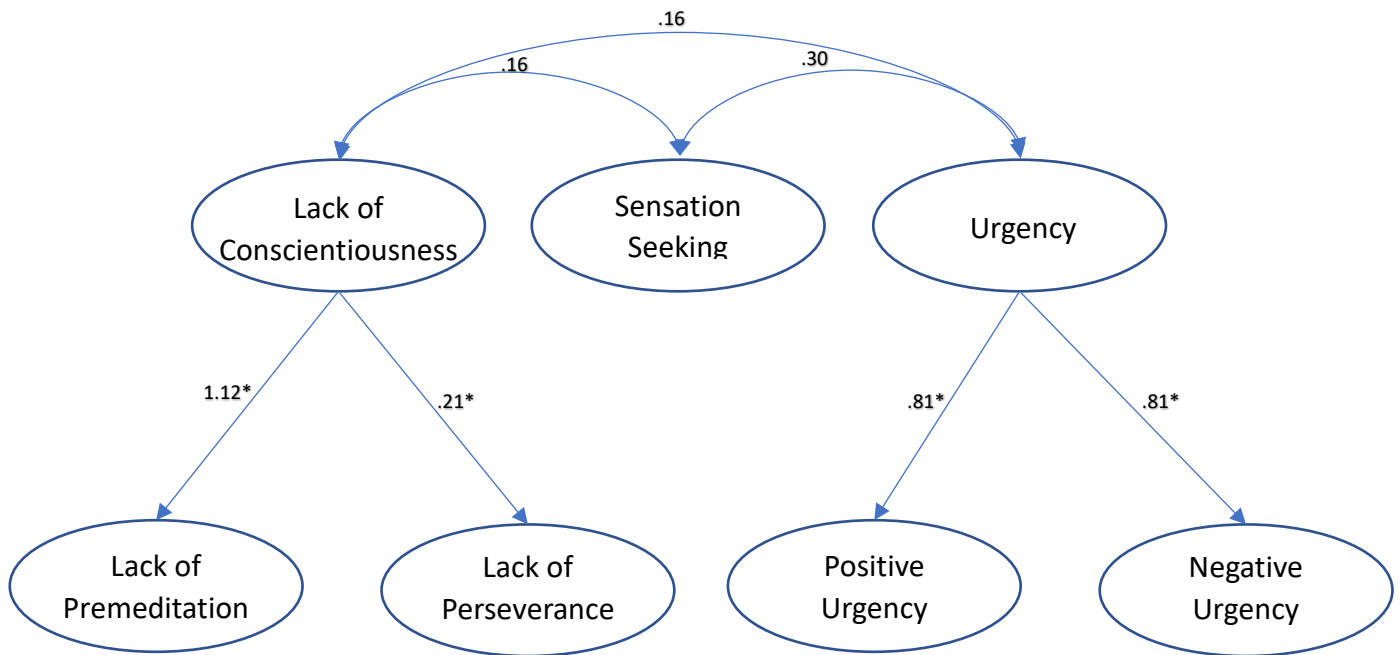 .16
.16
.30
Lack of
Conscientiousness
Sensation
Seeking
Urgency
1.12*
.21*
.81*
.81*
Lack of
Premeditation
Lack of
Perseverance
Positive
Urgency
Negative
Urgency